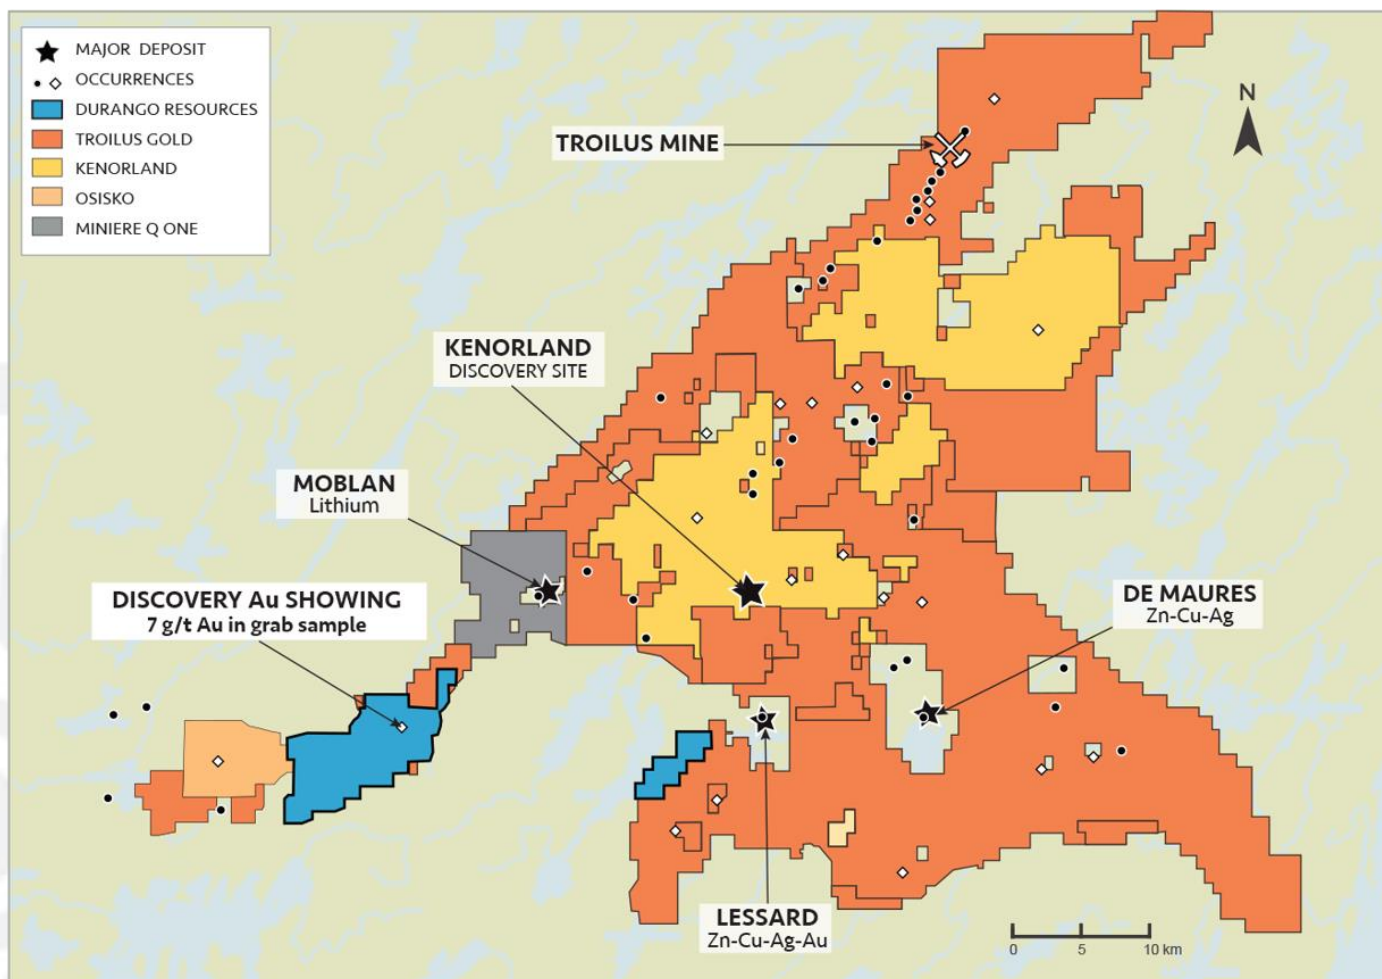 MAJOR DEPOSIT
OCCURRENCES
DURANGO RESOURCES
TROILUS GOLD
KENORLAND
OSISKO
MINIERE Q ONE
TROILUS MINE
N
KENORLAND
DISCOVERY SITE
MOBLAN
Lithium
DISCOVERY Au SHOWING
7 g/t Au in grab sample
DE MAURES
Zn-Cu-Ag
LESSARD
Zn-Cu-Ag-Au
0 5 10 km